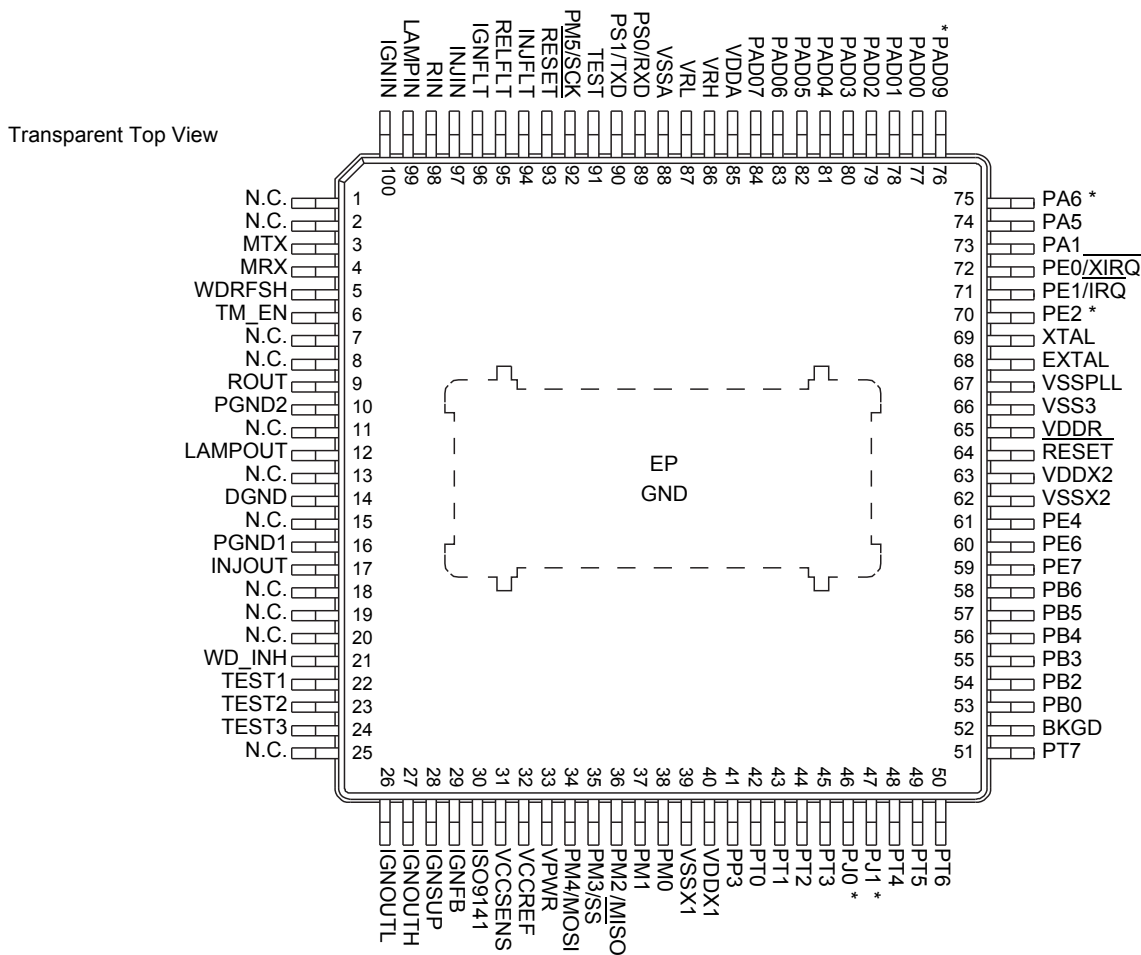 Transparent Top View
IGNIN
LAMPIN
RIN
INJIN
IGNFLT
RELFLT
INJFLT
RESET
PM5/SCK
TEST
PS1/TXD
PS0/RXD
VSSA
VRL
VRH
VDDA
PAD07
PAD06
PAD05
PAD04
PAD03
PAD02
PAD01
PAD00
* PAD09
100
99
98
97
96
95
94
93
92
91
90
89
88
87
86
85
84
83
82
81
80
79
78
77
76
N.C. 1
N.C. 2
MTX 3
MRX 4
WDRFSH 5
TM_EN 6
N.C. 7
N.C. 8
ROUT 9
PGND2 10
N.C. 11
LAMPOUT 12
N.C. 13
DGND 14
N.C. 15
PGND1 16
INJOUT 17
N.C. 18
N.C. 19
N.C. 20
WD_INH 21
TEST1 22
TEST2 23
TEST3 24
N.C. 25
EP
GND
75 PA6 *
74 PA5
73 PA1
72 PE0/XIRQ
71 PE1/IRQ
70 PE2 *
69 XTAL
68 EXTAL
67 VSSPLL
66 VSS3
65 VDDR
64 RESET
63 VDDX2
62 VSSX2
61 PE4
60 PE6
59 PE7
58 PB6
57 PB5
56 PB4
55 PB3
54 PB2
53 PB0
52 BKGD
51 PT7
26
27
28
29
30
31
32
33
34
35
36
37
38
39
40
41
42
43
44
45
46
47
48
49
50
IGNOUTL
IGNOUTH
IGNSUP
IGNFB
ISO9141
VCCSENS
VCCREF
VPWR
PM4/MOSI
PM3/SS
PM2/MISO
PM1
PM0
VSSX1
VDDX1
PP3
PT0
PT1
PT2
PT3
PJ0 *
PJ1 *
PT4
PT5
PT6